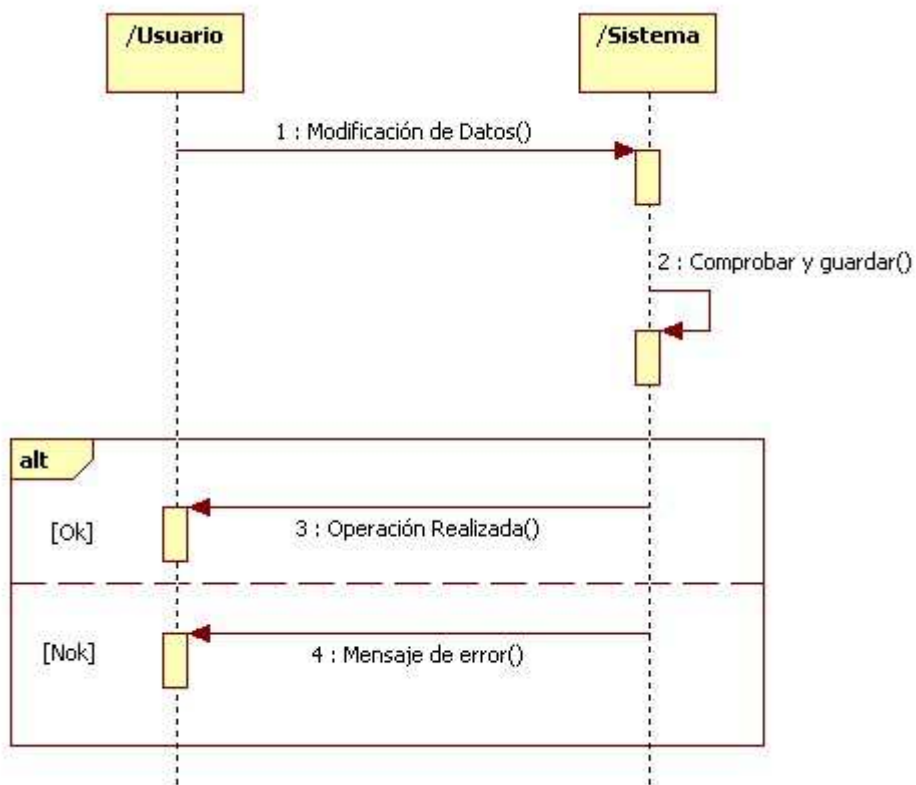 /Usuario
/Sistema
1 : Modificación de Datos()
2 : Comprobar y guardar()
alt
[Ok]
3 : Operación Realizada()
[Nok]
4 : Mensaje de error()